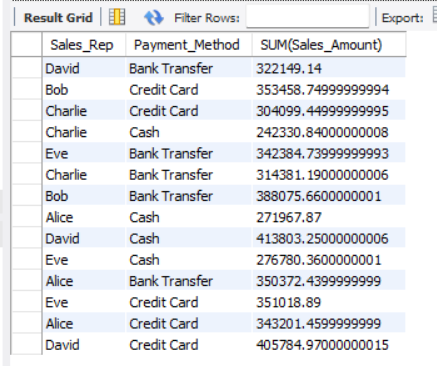 Result Grid Filter Rows: Export:
Sales_Rep Payment_Method SUM(Sales_Amount)
David Bank Transfer 322149.14
Bob Credit Card 353458.74999999994
Charlie Credit Card 304099.44999999995
Charlie Cash 242330.84000000008
Eve Bank Transfer 342384.73999999993
Charlie Bank Transfer 314381.19000000006
Bob Bank Transfer 388075.6600000001
Alice Cash 271967.87
David Cash 413803.25000000006
Eve Cash 276780.3600000001
Alice Bank Transfer 350372.4399999999
Eve Credit Card 351018.89
Alice Credit Card 343201.4599999999
David Credit Card 405784.97000000015